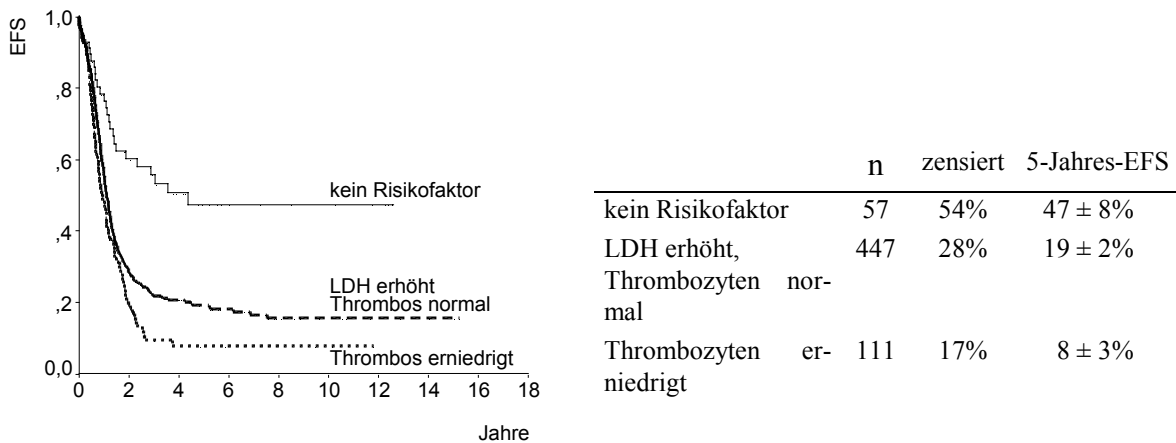 EFS
1,0
,8
,6
,4
,2
0,0
kein Risikofaktor
LDH erhöht
Thrombos normal
Thrombos erniedrigt
0 2 4 6 8 10 12 14 16 18
Jahre
n zensiert 5-Jahres-EFS
kein Risikofaktor 57 54% 47 ± 8%
LDH erhöht, 447 28% 19 ± 2%
Thrombozyten nor-
mal
Thrombozyten er- 111 17% 8 ± 3%
niedrigt